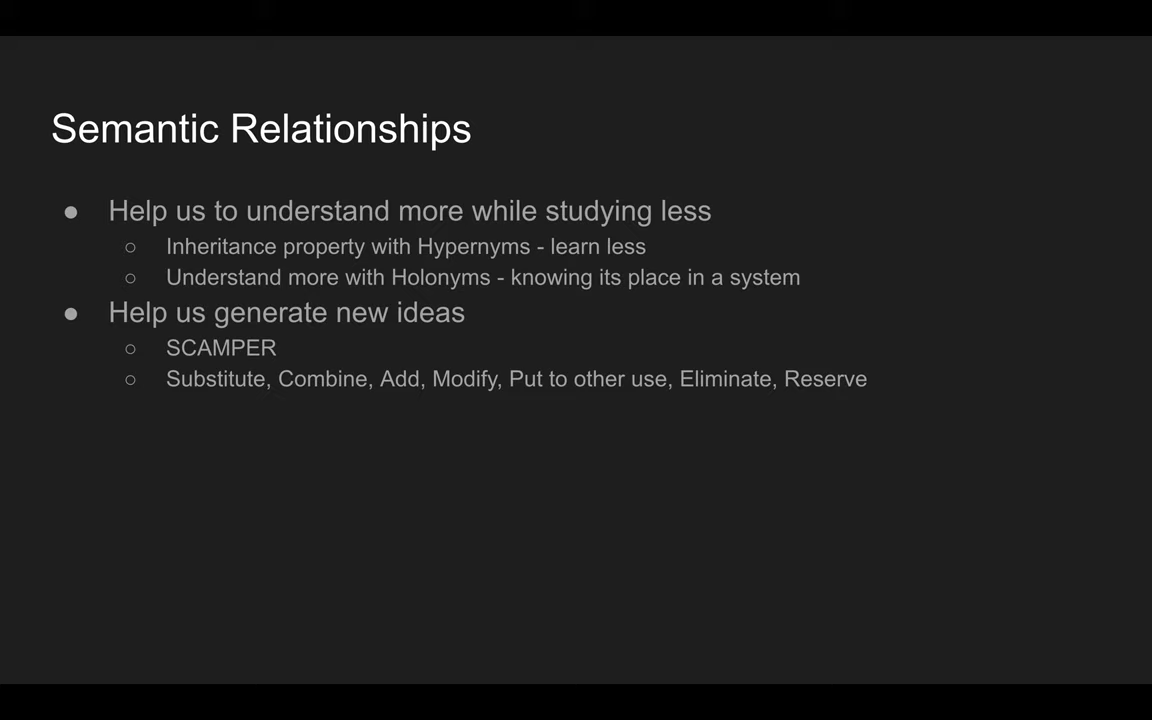 Semantic Relationships
● Help us to understand more while studying less
○ Inheritance property with Hypernyms - learn less
○ Understand more with Holonyms - knowing its place in a system
● Help us generate new ideas
○ SCAMPER
○ Substitute, Combine, Add, Modify, Put to other use, Eliminate, Reserve